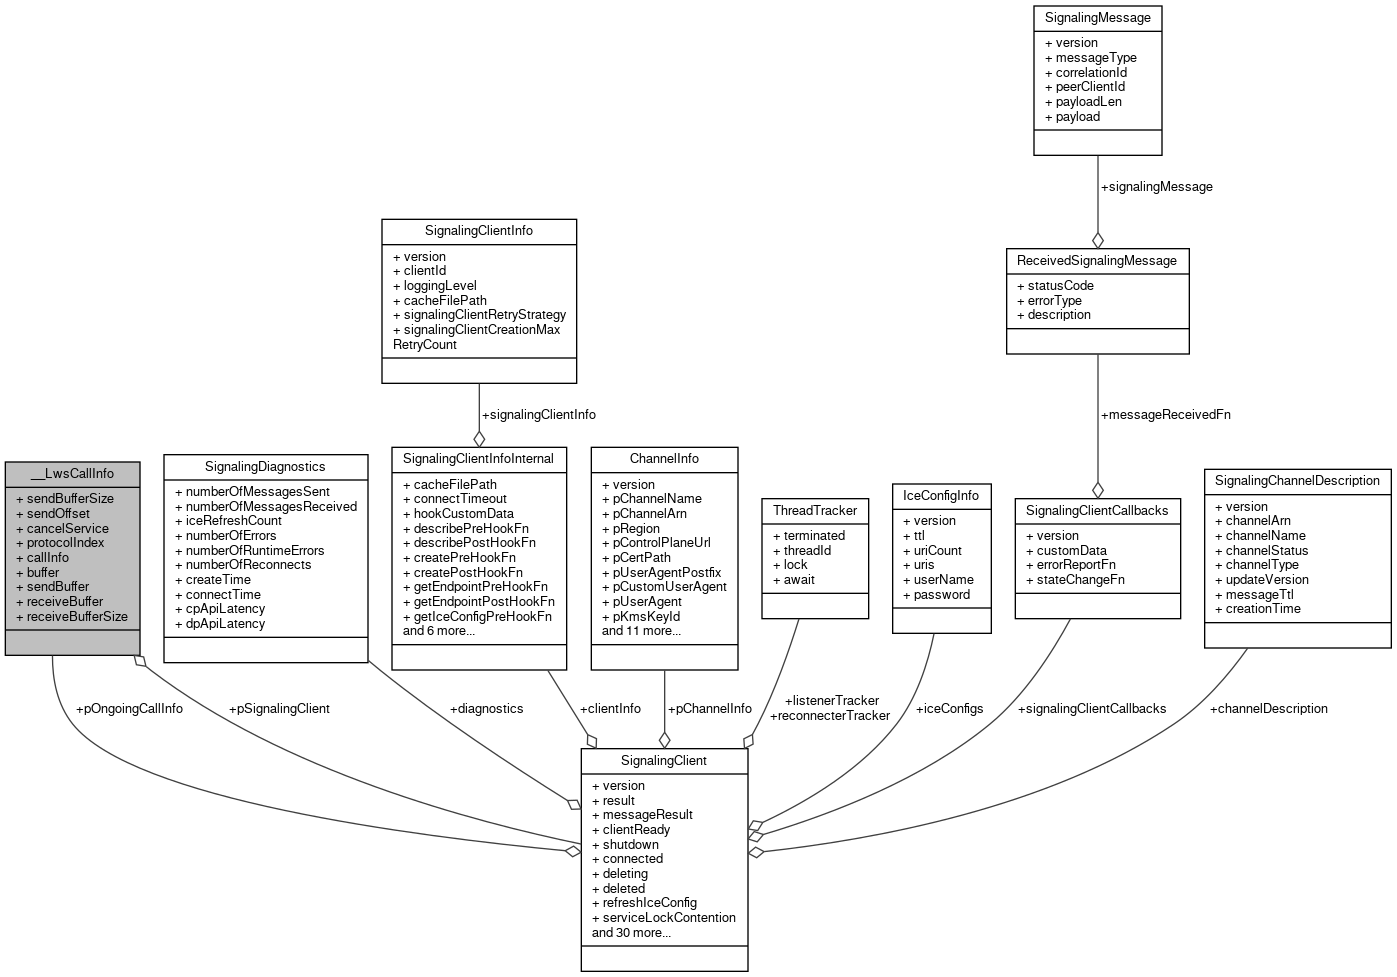 SignalingMessage
+ version
+ messageType
+ correlationId
+ peerClientId
+ payloadLen
+ payload
+signalingMessage
SignalingClientInfo
+ version
+ clientId
+ loggingLevel
+ cacheFilePath
+ signalingClientRetryStrategy
+ signalingClientCreationMax
RetryCount
ReceivedSignalingMessage
+ statusCode
+ errorType
+ description
+signalingClientInfo
+messageReceivedFn
__LwsCallInfo
+ sendBufferSize
+ sendOffset
+ cancelService
+ protocolIndex
+ callInfo
+ buffer
+ sendBuffer
+ receiveBuffer
+ receiveBufferSize
SignalingDiagnostics
+ numberOfMessagesSent
+ numberOfMessagesReceived
+ iceRefreshCount
+ numberOfErrors
+ numberOfRuntimeErrors
+ numberOfReconnects
+ createTime
+ connectTime
+ cpApiLatency
+ dpApiLatency
SignalingClientInfoInternal
+ cacheFilePath
+ connectTimeout
+ hookCustomData
+ describePreHookFn
+ describePostHookFn
+ createPreHookFn
+ createPostHookFn
+ getEndpointPreHookFn
+ getEndpointPostHookFn
+ getIceConfigPreHookFn
and 6 more...
ChannelInfo
+ version
+ pChannelName
+ pChannelArn
+ pRegion
+ pControlPlaneUrl
+ pCertPath
+ pUserAgentPostfix
+ pCustomUserAgent
+ pUserAgent
+ pKmsKeyId
and 11 more...
ThreadTracker
+ terminated
+ threadId
+ lock
+ await
IceConfigInfo
+ version
+ ttl
+ uriCount
+ uris
+ userName
+ password
SignalingClientCallbacks
+ version
+ customData
+ errorReportFn
+ stateChangeFn
SignalingChannelDescription
+ version
+ channelArn
+ channelName
+ channelStatus
+ channelType
+ updateVersion
+ messageTtl
+ creationTime
+pOngoingCallInfo
+pSignalingClient
+diagnostics
+clientInfo
+pChannelInfo
+listenerTracker
+reconnecterTracker
+iceConfigs
+signalingClientCallbacks
+channelDescription
SignalingClient
+ version
+ result
+ messageResult
+ clientReady
+ shutdown
+ connected
+ deleting
+ deleted
+ refreshIceConfig
+ serviceLockContention
and 30 more...